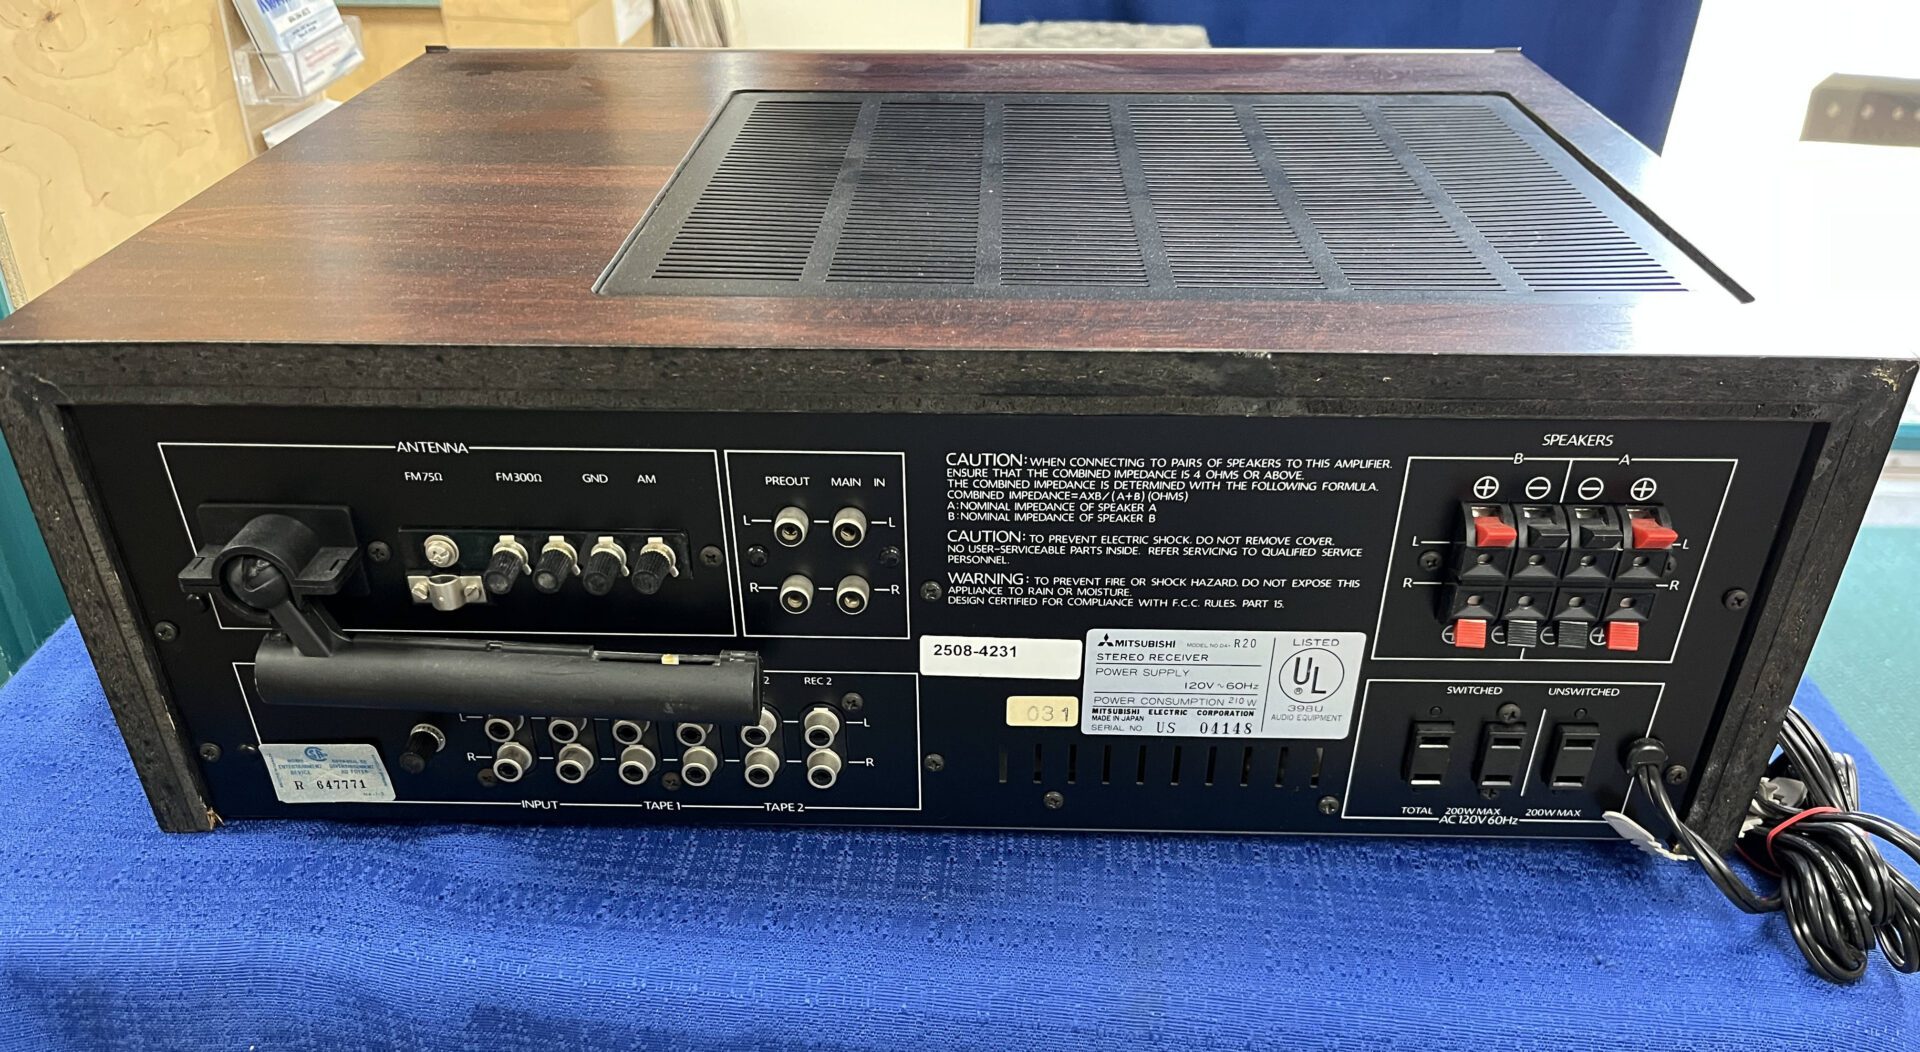 ANTENNA
FM75Ω FM300Ω GND AM
PREOUT MAIN IN
L L
R R
CAUTION: WHEN CONNECTING TO PAIRS OF SPEAKERS TO THIS AMPLIFIER.
ENSURE THAT THE COMBINED IMPEDANCE IS 4 OHMS OR ABOVE.
THE COMBINED IMPEDANCE IS DETERMINED WITH THE FOLLOWING FORMULA.
COMBINED IMPEDANCE=AXB/(A+B)(OHMS)
A:NOMINAL IMPEDANCE OF SPEAKER A
B:NOMINAL IMPEDANCE OF SPEAKER B
CAUTION: TO PREVENT ELECTRIC SHOCK. DO NOT REMOVE COVER.
NO USER-SERVICEABLE PARTS INSIDE. REFER SERVICING TO QUALIFIED SERVICE
PERSONNEL.
WARNING: TO PREVENT FIRE OR SHOCK HAZARD. DO NOT EXPOSE THIS
APPLIANCE TO RAIN OR MOISTURE.
DESIGN CERTIFIED FOR COMPLIANCE WITH F.C.C. RULES. PART 15.
SPEAKERS
B A
⊕ ⊖ ⊖ ⊕
L L
R R
2508-4231
031
MITSUBISHI MODEL NO.DA- R20
STEREO RECEIVER
POWER SUPPLY
120V~60Hz
POWER CONSUMPTION 210 W
MITSUBISHI ELECTRIC CORPORATION
MADE IN JAPAN
SERIAL NO US 04148
LISTED
UL
®
398U
AUDIO EQUIPMENT
2 REC 2
L L
R R
INPUT TAPE 1 TAPE 2
R 647771
SWITCHED UNSWITCHED
TOTAL 200W MAX 200W MAX
AC 120V 60Hz